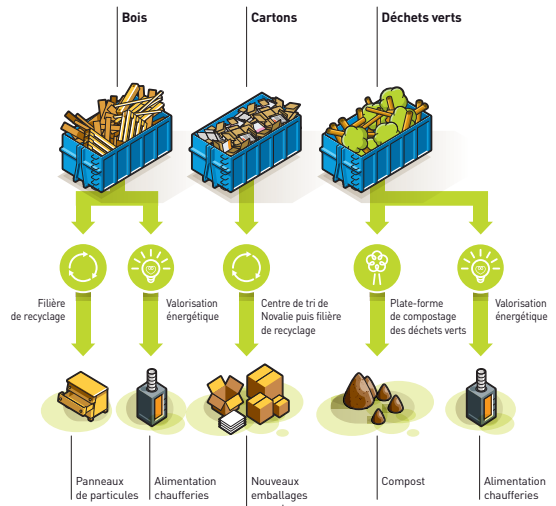 Bois
Cartons
Déchets verts
Filière
de recyclage
Valorisation
énergétique
Centre de tri de
Novalie puis filière
de recyclage
Plate-forme
de compostage
des déchets verts
Valorisation
énergétique
Panneaux
de particules
Alimentation
chaufferies
Nouveaux
emballages
Compost
Alimentation
chaufferies